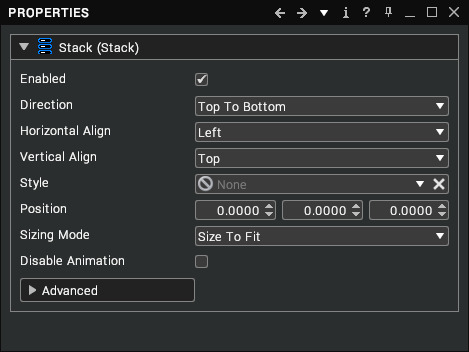 PROPERTIES
Stack (Stack)
Enabled
Direction Top To Bottom
Horizontal Align Left
Vertical Align Top
Style None
Position 0.0000 0.0000 0.0000
Sizing Mode Size To Fit
Disable Animation
Advanced